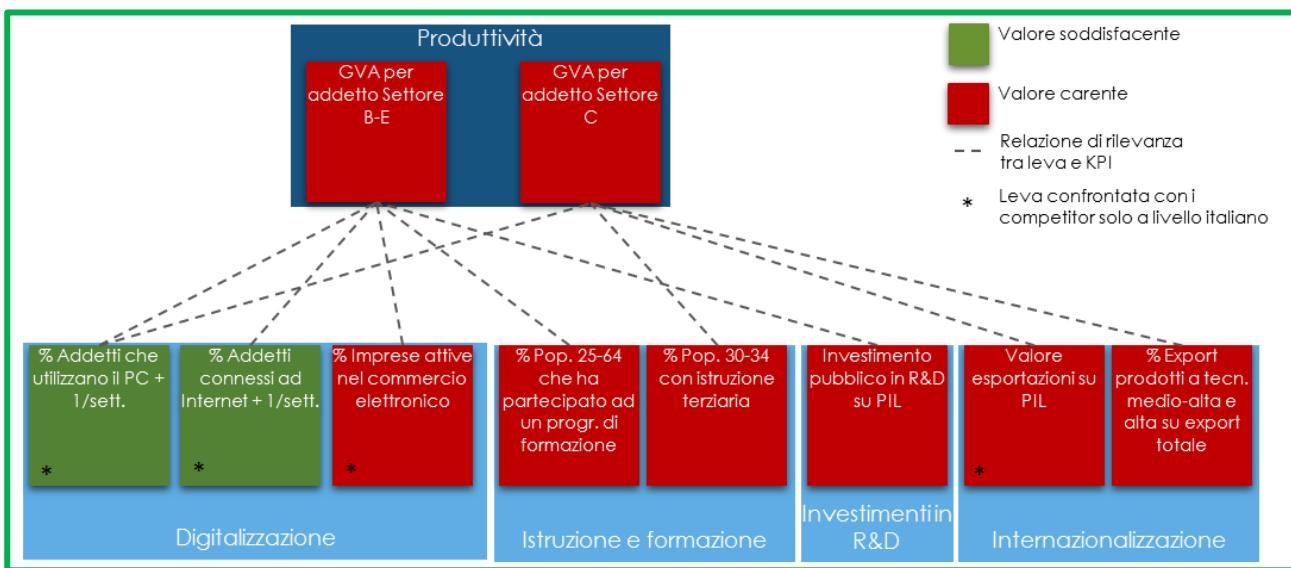 Produttività
GVA per
addetto Settore
B-E
GVA per
addetto Settore
C
Valore soddisfacente
Valore carente
Relazione di rilevanza
tra leva e KPI
*
Leva confrontata con i
competitor solo a livello italiano
% Addetti che
utilizzano il PC +
1/sett.
*
% Addetti
connessi ad
Internet + 1/sett.
*
% Imprese attive
nel commercio
elettronico
*
% Pop. 25-64
che ha
partecipato ad
un progr. di
formazione
% Pop. 30-34
con istruzione
terziaria
Investimento
pubblico in R&D
su PIL
Valore
esportazioni su
PIL
*
% Export
prodotti a tecn.
medio-alta e
alta su export
totale
Digitalizzazione
Istruzione e formazione
Investimenti in
R&D
Internazionalizzazione